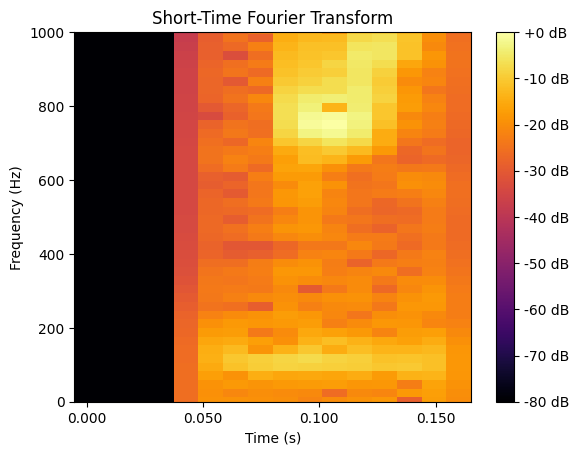 Short-Time Fourier Transform
1000
800
600
400
200
0
Frequency (Hz)
0.000
0.050
0.100
0.150
Time (s)
+0 dB
-10 dB
-20 dB
-30 dB
-40 dB
-50 dB
-60 dB
-70 dB
-80 dB